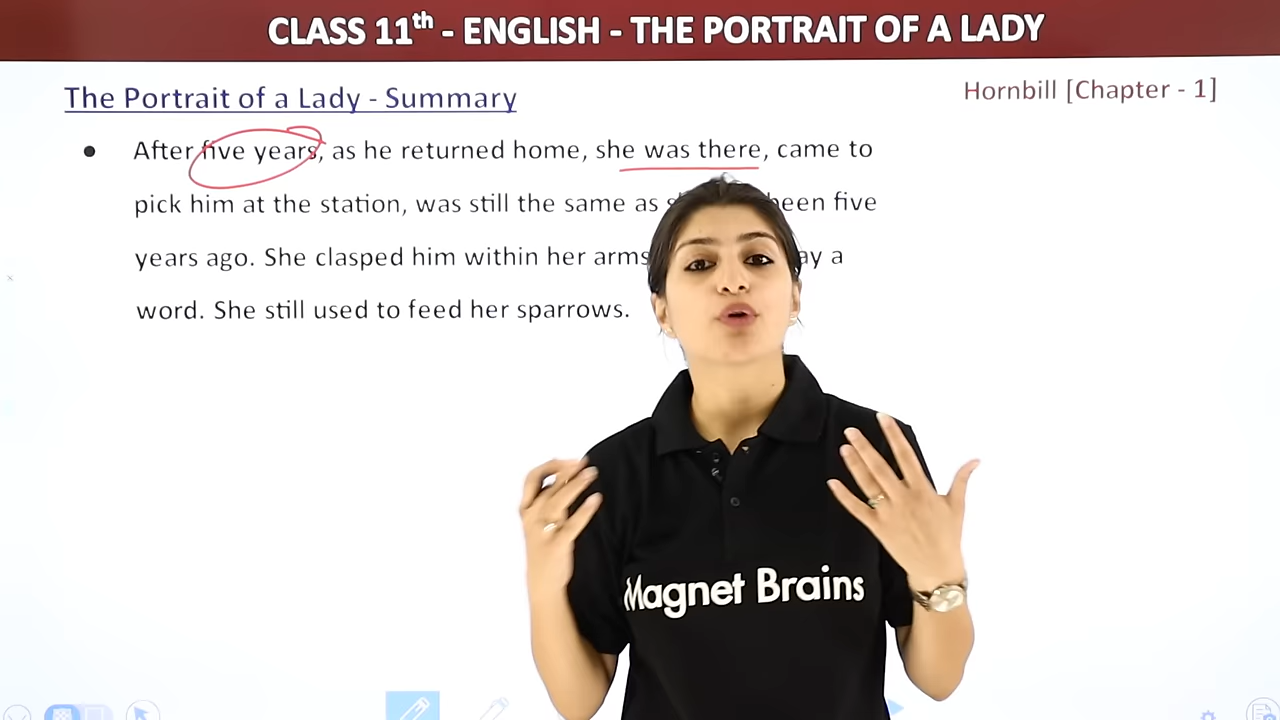 CLASS 11th - ENGLISH - THE PORTRAIT OF A LADY
The Portrait of a Lady - Summary
Hornbill [Chapter - 1]
● After five years, as he returned home, she was there, came to
pick him at the station, was still the same as been five
years ago. She clasped him within her arms a
word. She still used to feed her sparrows.
Magnet Brains